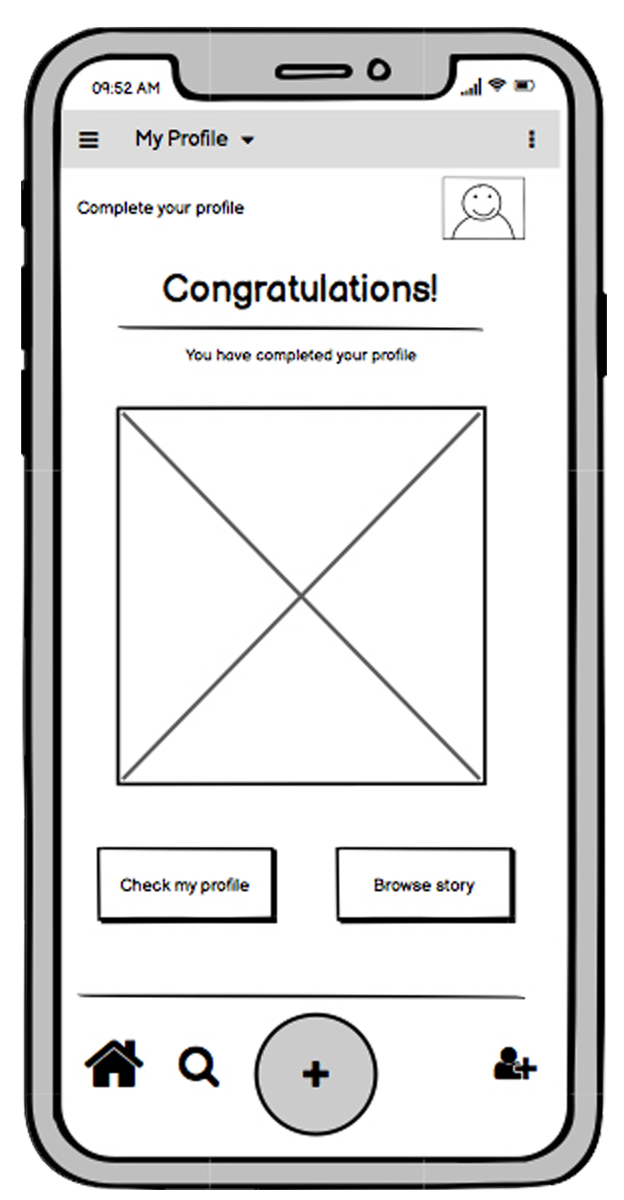 09:52 AM
My Profile
Complete your profile
Congratulations!
You have completed your profile
Check my profile
Browse story
+